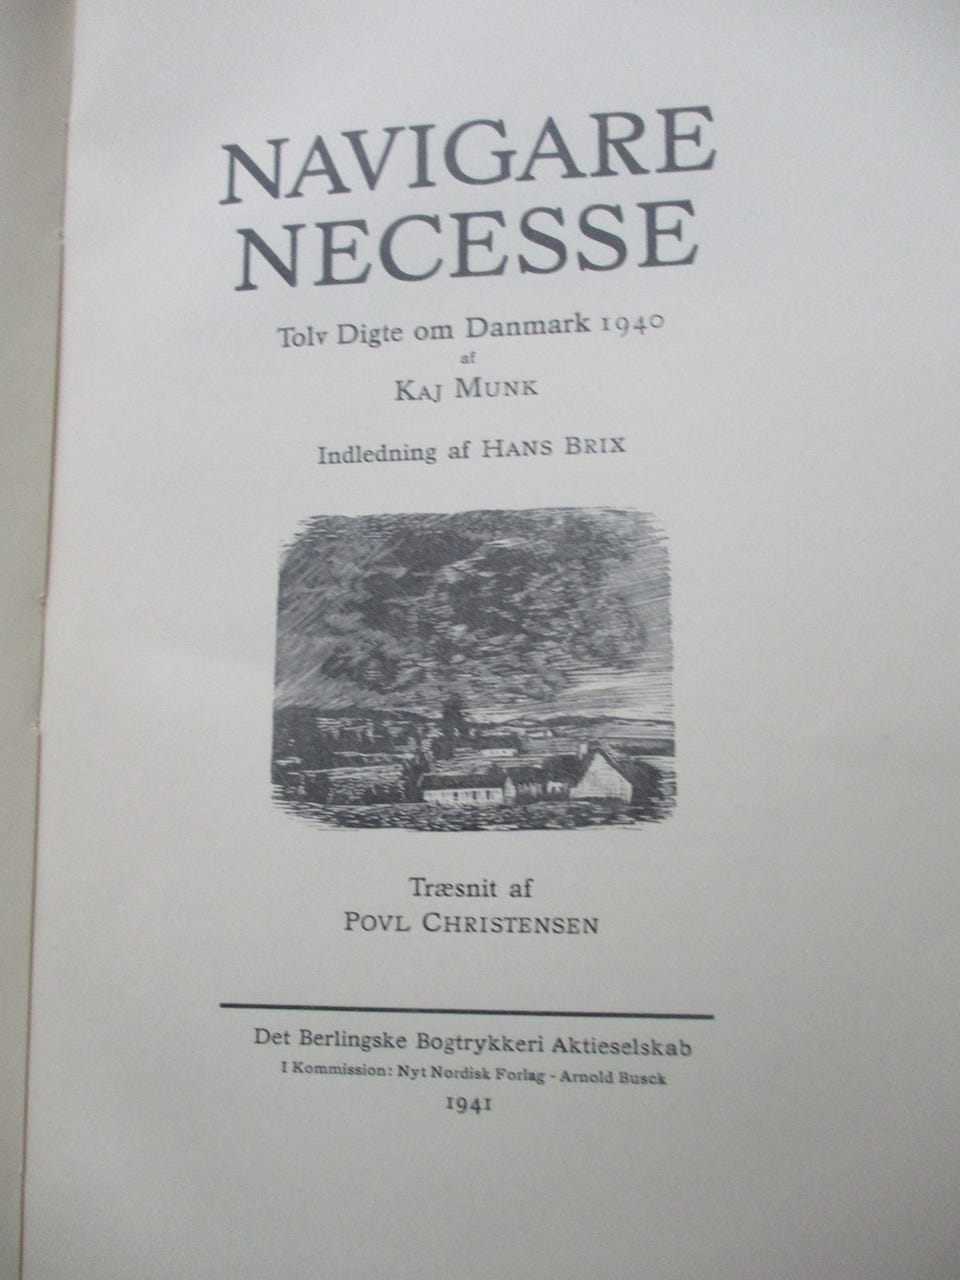 NAVIGARE
NECESSE
Tolv Digte om Danmark 1940
af
KAJ MUNK
Indledning af HANS BRIX
Træsnit af
POVL CHRISTENSEN
Det Berlingske Bogtrykkeri Aktieselskab
I Kommission: Nyt Nordisk Forlag - Arnold Busck
1941